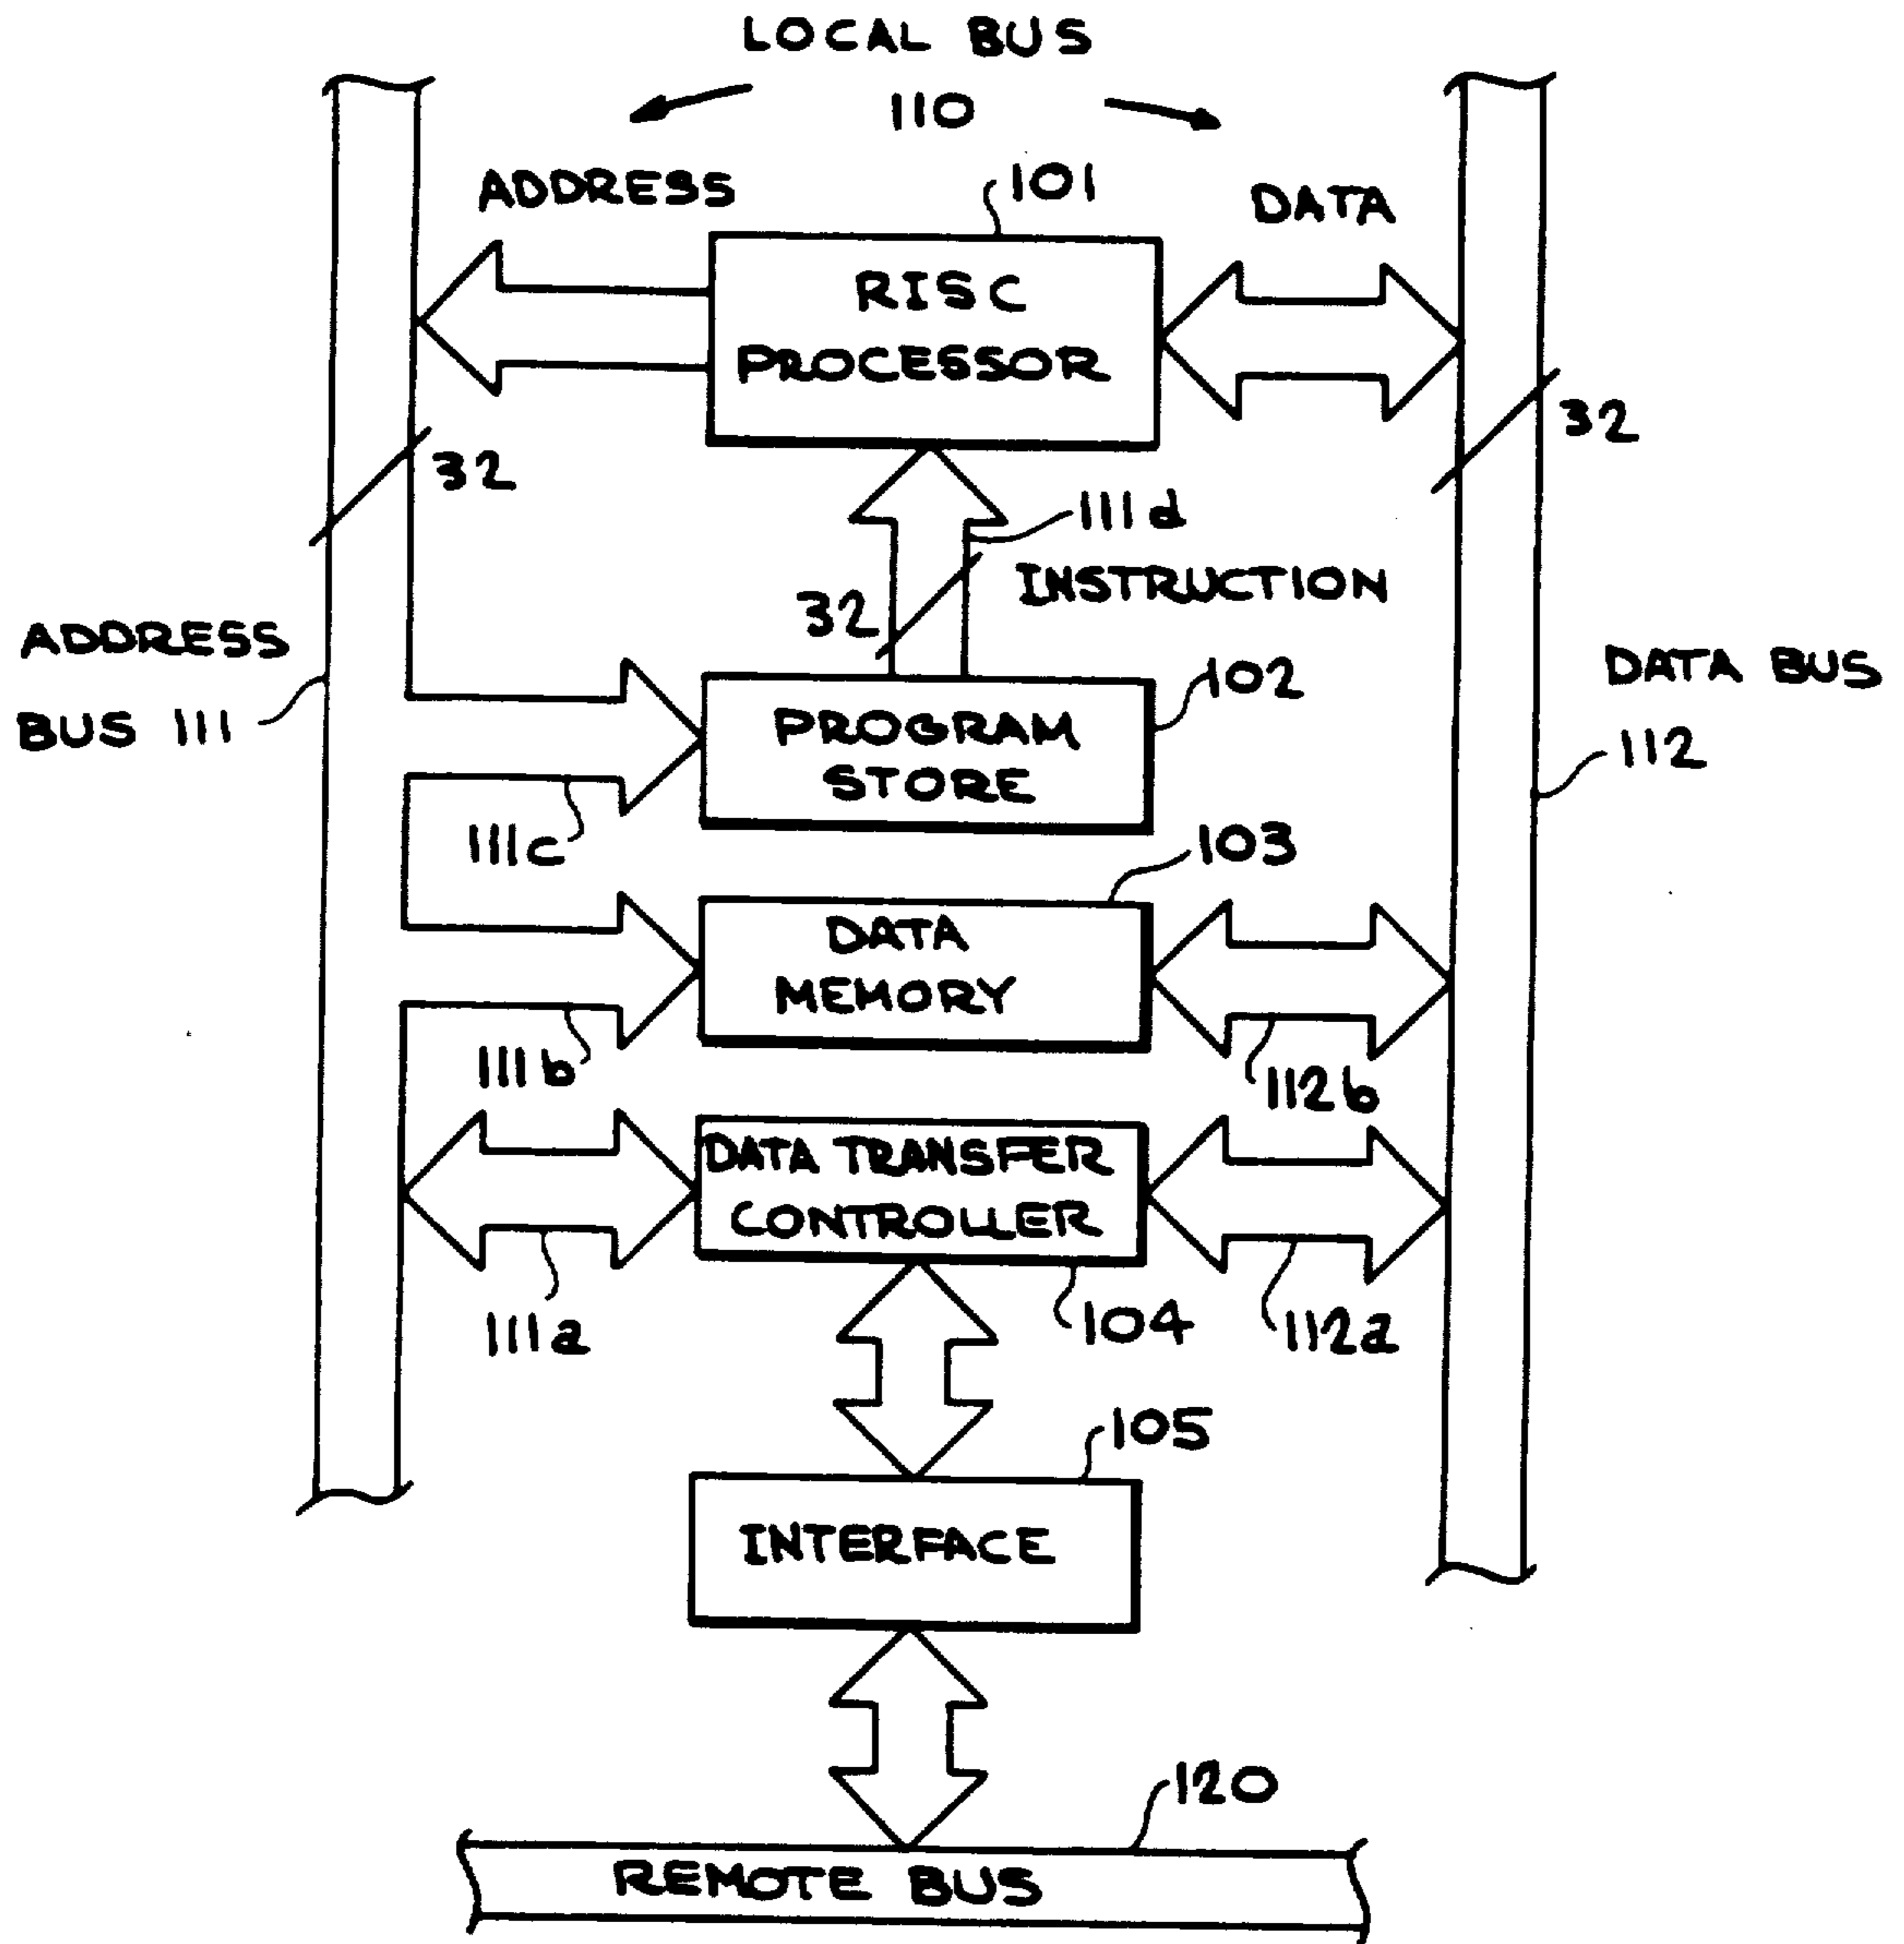 LOCAL BUS
110
ADDRESS
101
DATA
RISC
PROCESSOR
32
32
111d
INSTRUCTION
32
ADDRESS
BUS 111
102
DATA BUS
112
PROGRAM
STORE
111c
103
DATA
MEMORY
111b
112b
DATA TRANSFER
CONTROLLER
111a
104
112a
105
INTERFACE
120
REMOTE BUS